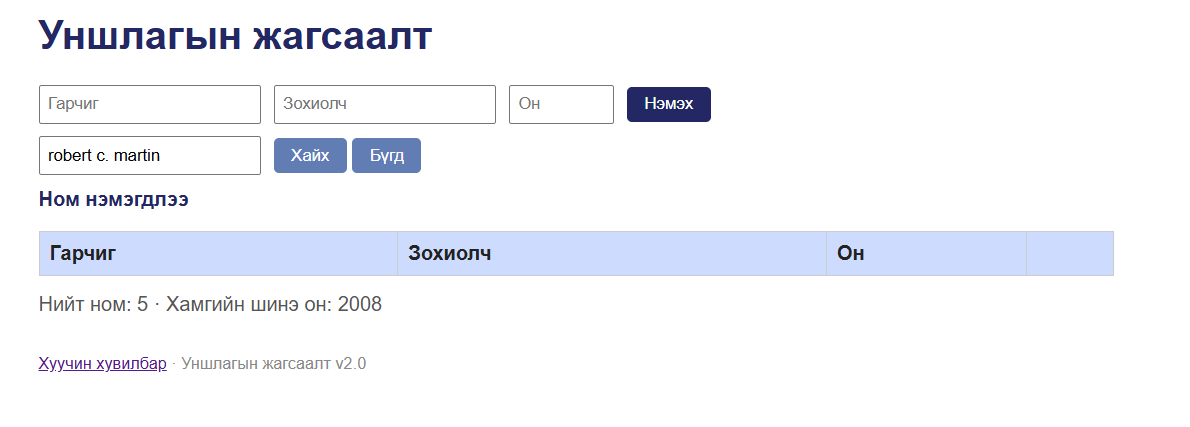 Уншлагын жагсаалт
Гарчиг Зохиолч Он Нэмэх
robert c. martin Хайх Бүгд
Ном нэмэгдлээ
Гарчиг Зохиолч Он
Нийт ном: 5 · Хамгийн шинэ он: 2008
Хуучин хувилбар · Уншлагын жагсаалт v2.0